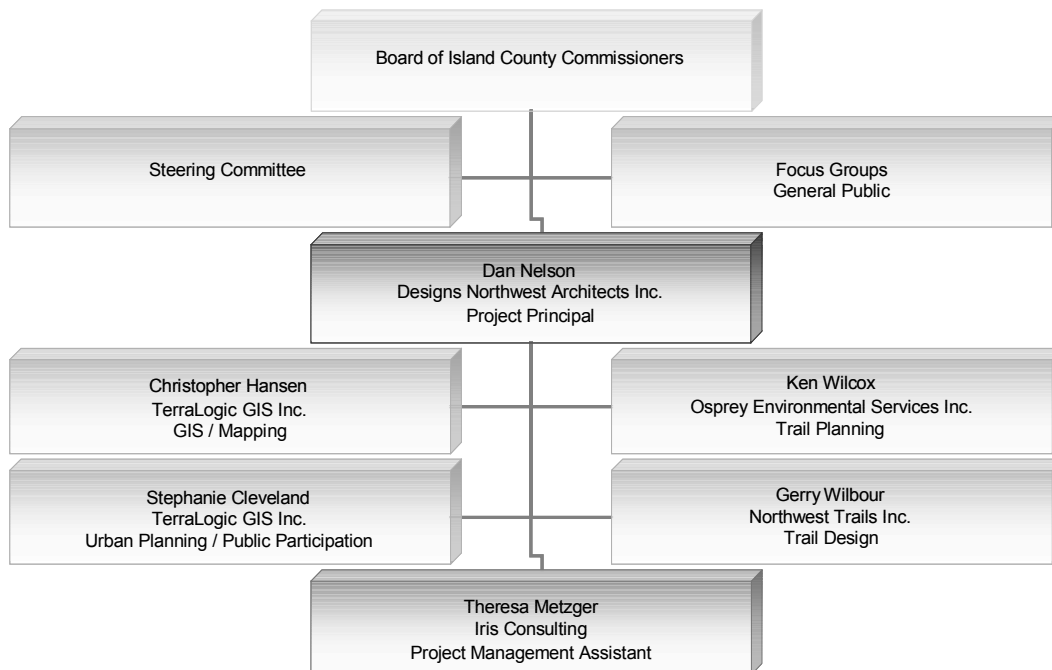 Board of Island County Commissioners
Steering Committee
Focus Groups
General Public
Dan Nelson
Designs Northwest Architects Inc.
Project Principal
Christopher Hansen
TerraLogic GIS Inc.
GIS / Mapping
Ken Wilcox
Osprey Environmental Services Inc.
Trail Planning
Stephanie Cleveland
TerraLogic GIS Inc.
Urban Planning / Public Participation
Gerry Wilbour
Northwest Trails Inc.
Trail Design
Theresa Metzger
Iris Consulting
Project Management Assistant